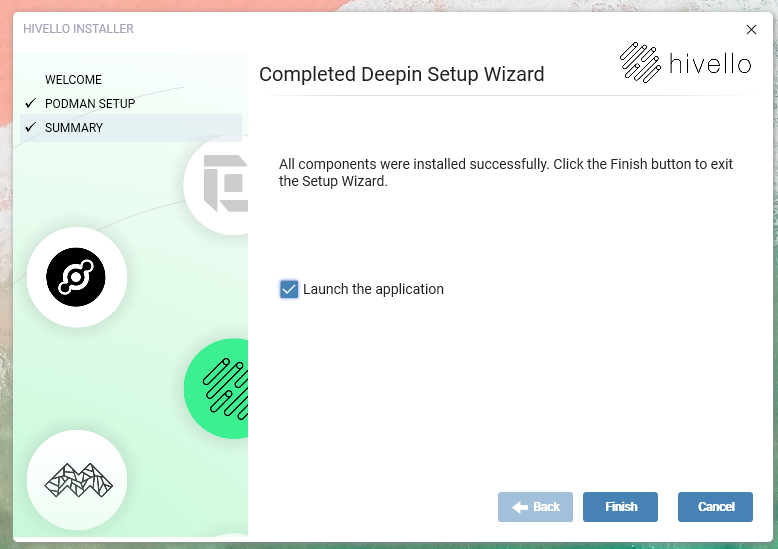 HIVELLO INSTALLER
hivello
WELCOME
PODMAN SETUP
SUMMARY
Completed Deepin Setup Wizard
All components were installed successfully. Click the Finish button to exit
the Setup Wizard.
Launch the application
Back
Finish
Cancel